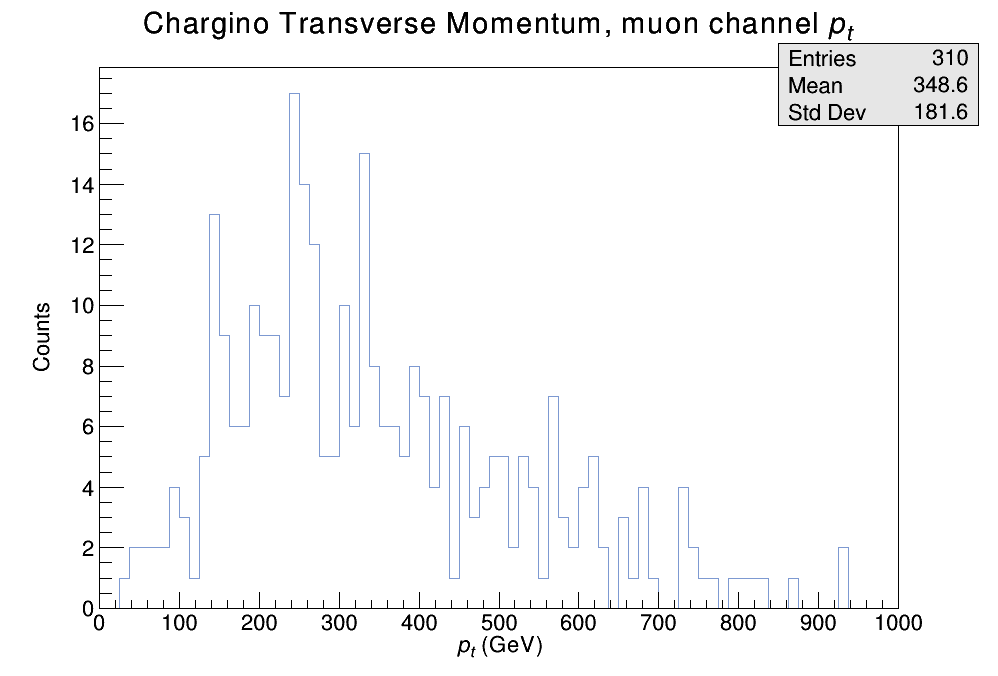 Chargino Transverse Momentum, muon channel pt
Entries 310
Mean 348.6
Std Dev 181.6
Counts
16
14
12
10
8
6
4
2
0
0 100 200 300 400 500 600 700 800 900 1000
pt (GeV)